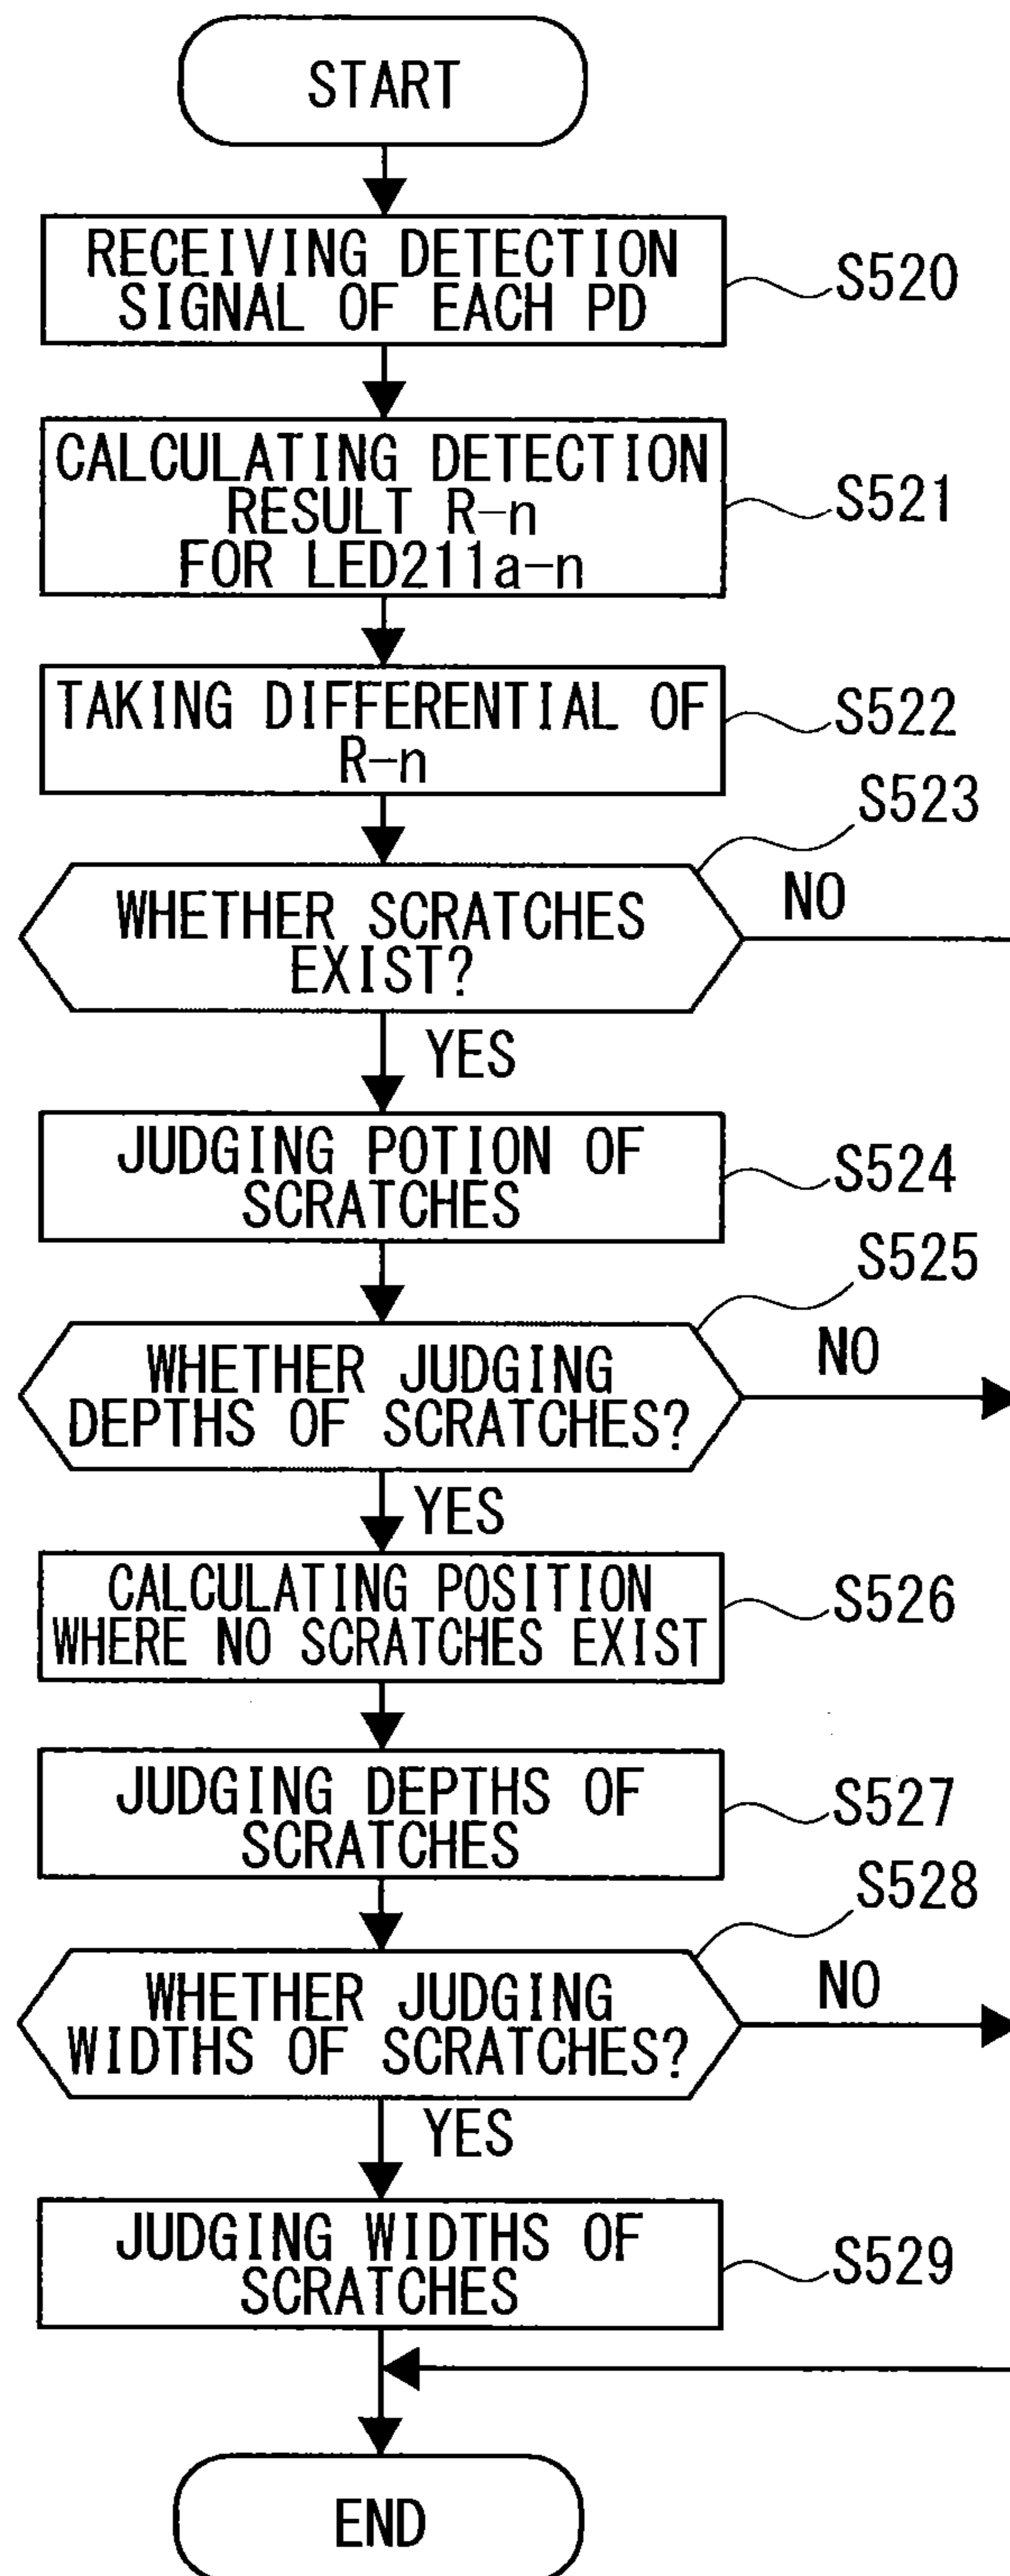 START
RECEIVING DETECTION
SIGNAL OF EACH PD
S520
CALCULATING DETECTION
RESULT R-n
FOR LED211a-n
S521
TAKING DIFFERENTIAL OF
R-n
S522
S523
WHETHER SCRATCHES
EXIST?
NO
YES
JUDGING POTION OF
SCRATCHES
S524
S525
WHETHER JUDGING
DEPTHS OF SCRATCHES?
NO
YES
CALCULATING POSITION
WHERE NO SCRATCHES EXIST
S526
JUDGING DEPTHS OF
SCRATCHES
S527
S528
WHETHER JUDGING
WIDTHS OF SCRATCHES?
NO
YES
JUDGING WIDTHS OF
SCRATCHES
S529
END